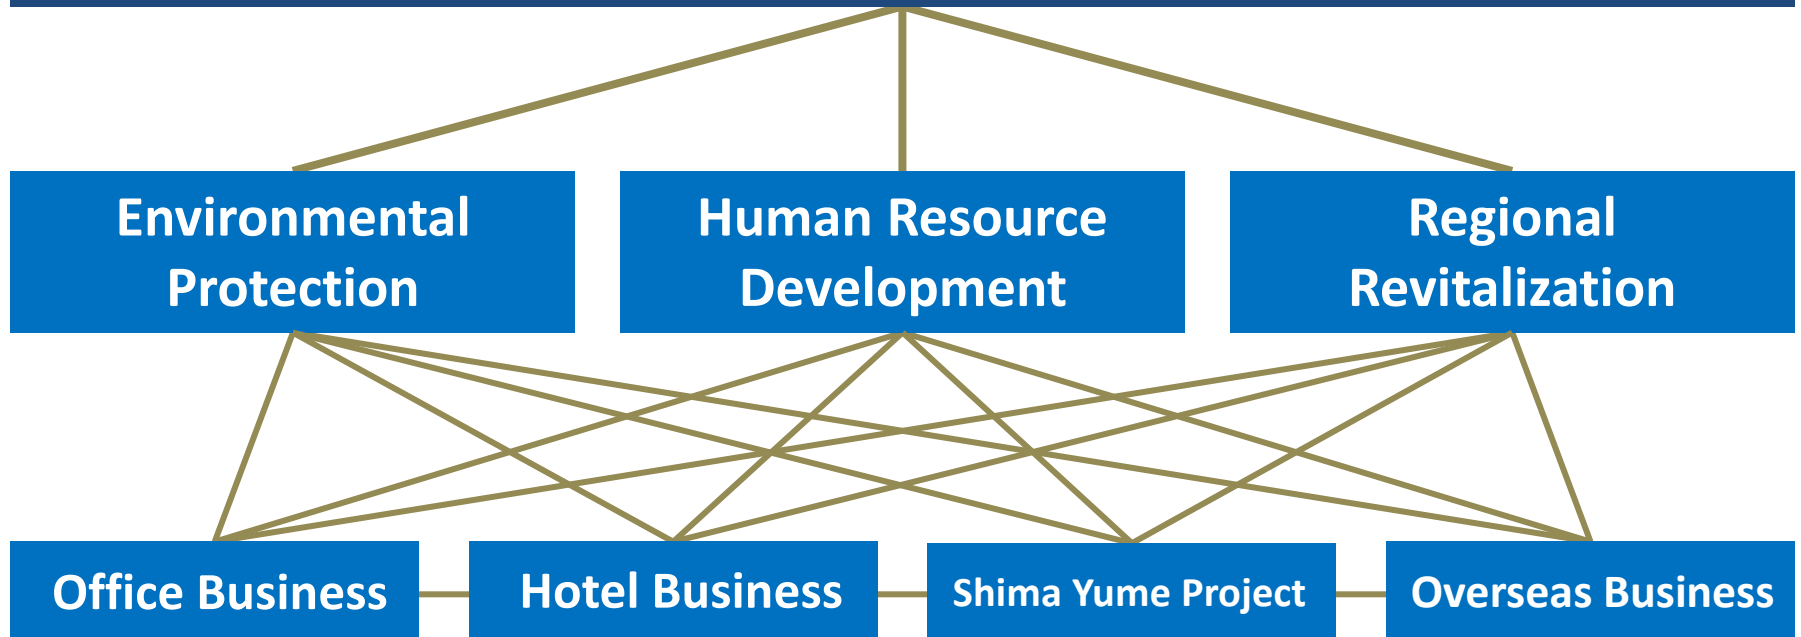 Environmental
Protection
Human Resource
Development
Regional
Revitalization
Office Business
Hotel Business
Shima Yume Project
Overseas Business